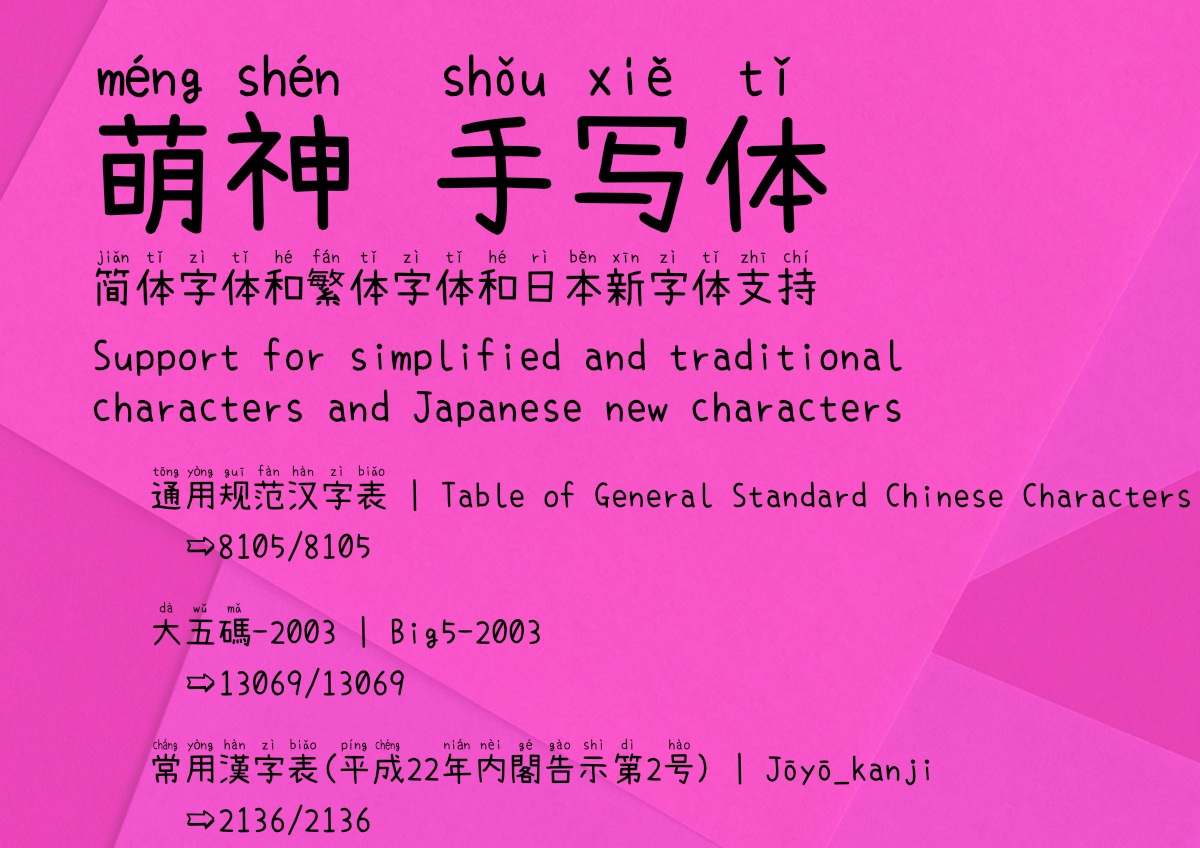 méng shén shǒu xiě tǐ
萌神 手写体
jiǎn tǐ zì tǐ hé fán tǐ zì tǐ hé rì běn xīn zì tǐ zhī chí
简体字体和繁体字体和日本新字体支持
Support for simplified and traditional
characters and Japanese new characters
tōng yòng guī fàn hàn zì biǎo
通用规范汉字表 | Table of General Standard Chinese Characters
⇨8105/8105
dà wǔ mǎ
大五碼-2003 | Big5-2003
⇨13069/13069
cháng yòng hàn zì biǎo píng chéng nián nèi gé gào shì dì hào
常用漢字表(平成22年内閣告示第2号) | Jōyō_kanji
⇨2136/2136